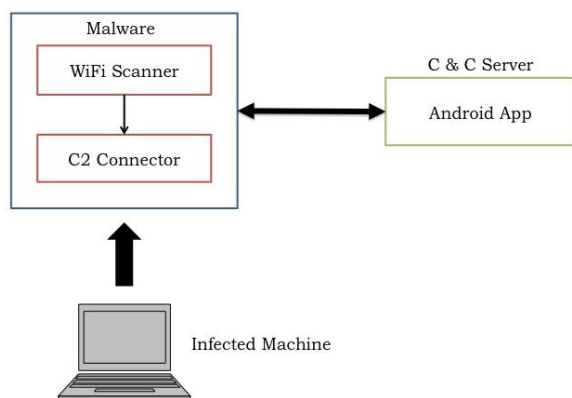 Malware
WiFi Scanner
C2 Connector
C & C Server
Android App
Infected Machine